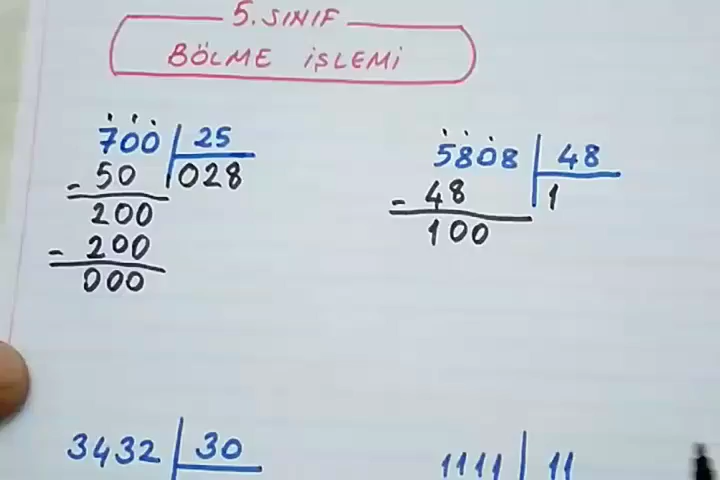 5. SINIF
BÖLME İŞLEMİ
700 25
- 50 028
200
- 200
000
5808 48
- 48 1
100
3432 30
1111 11